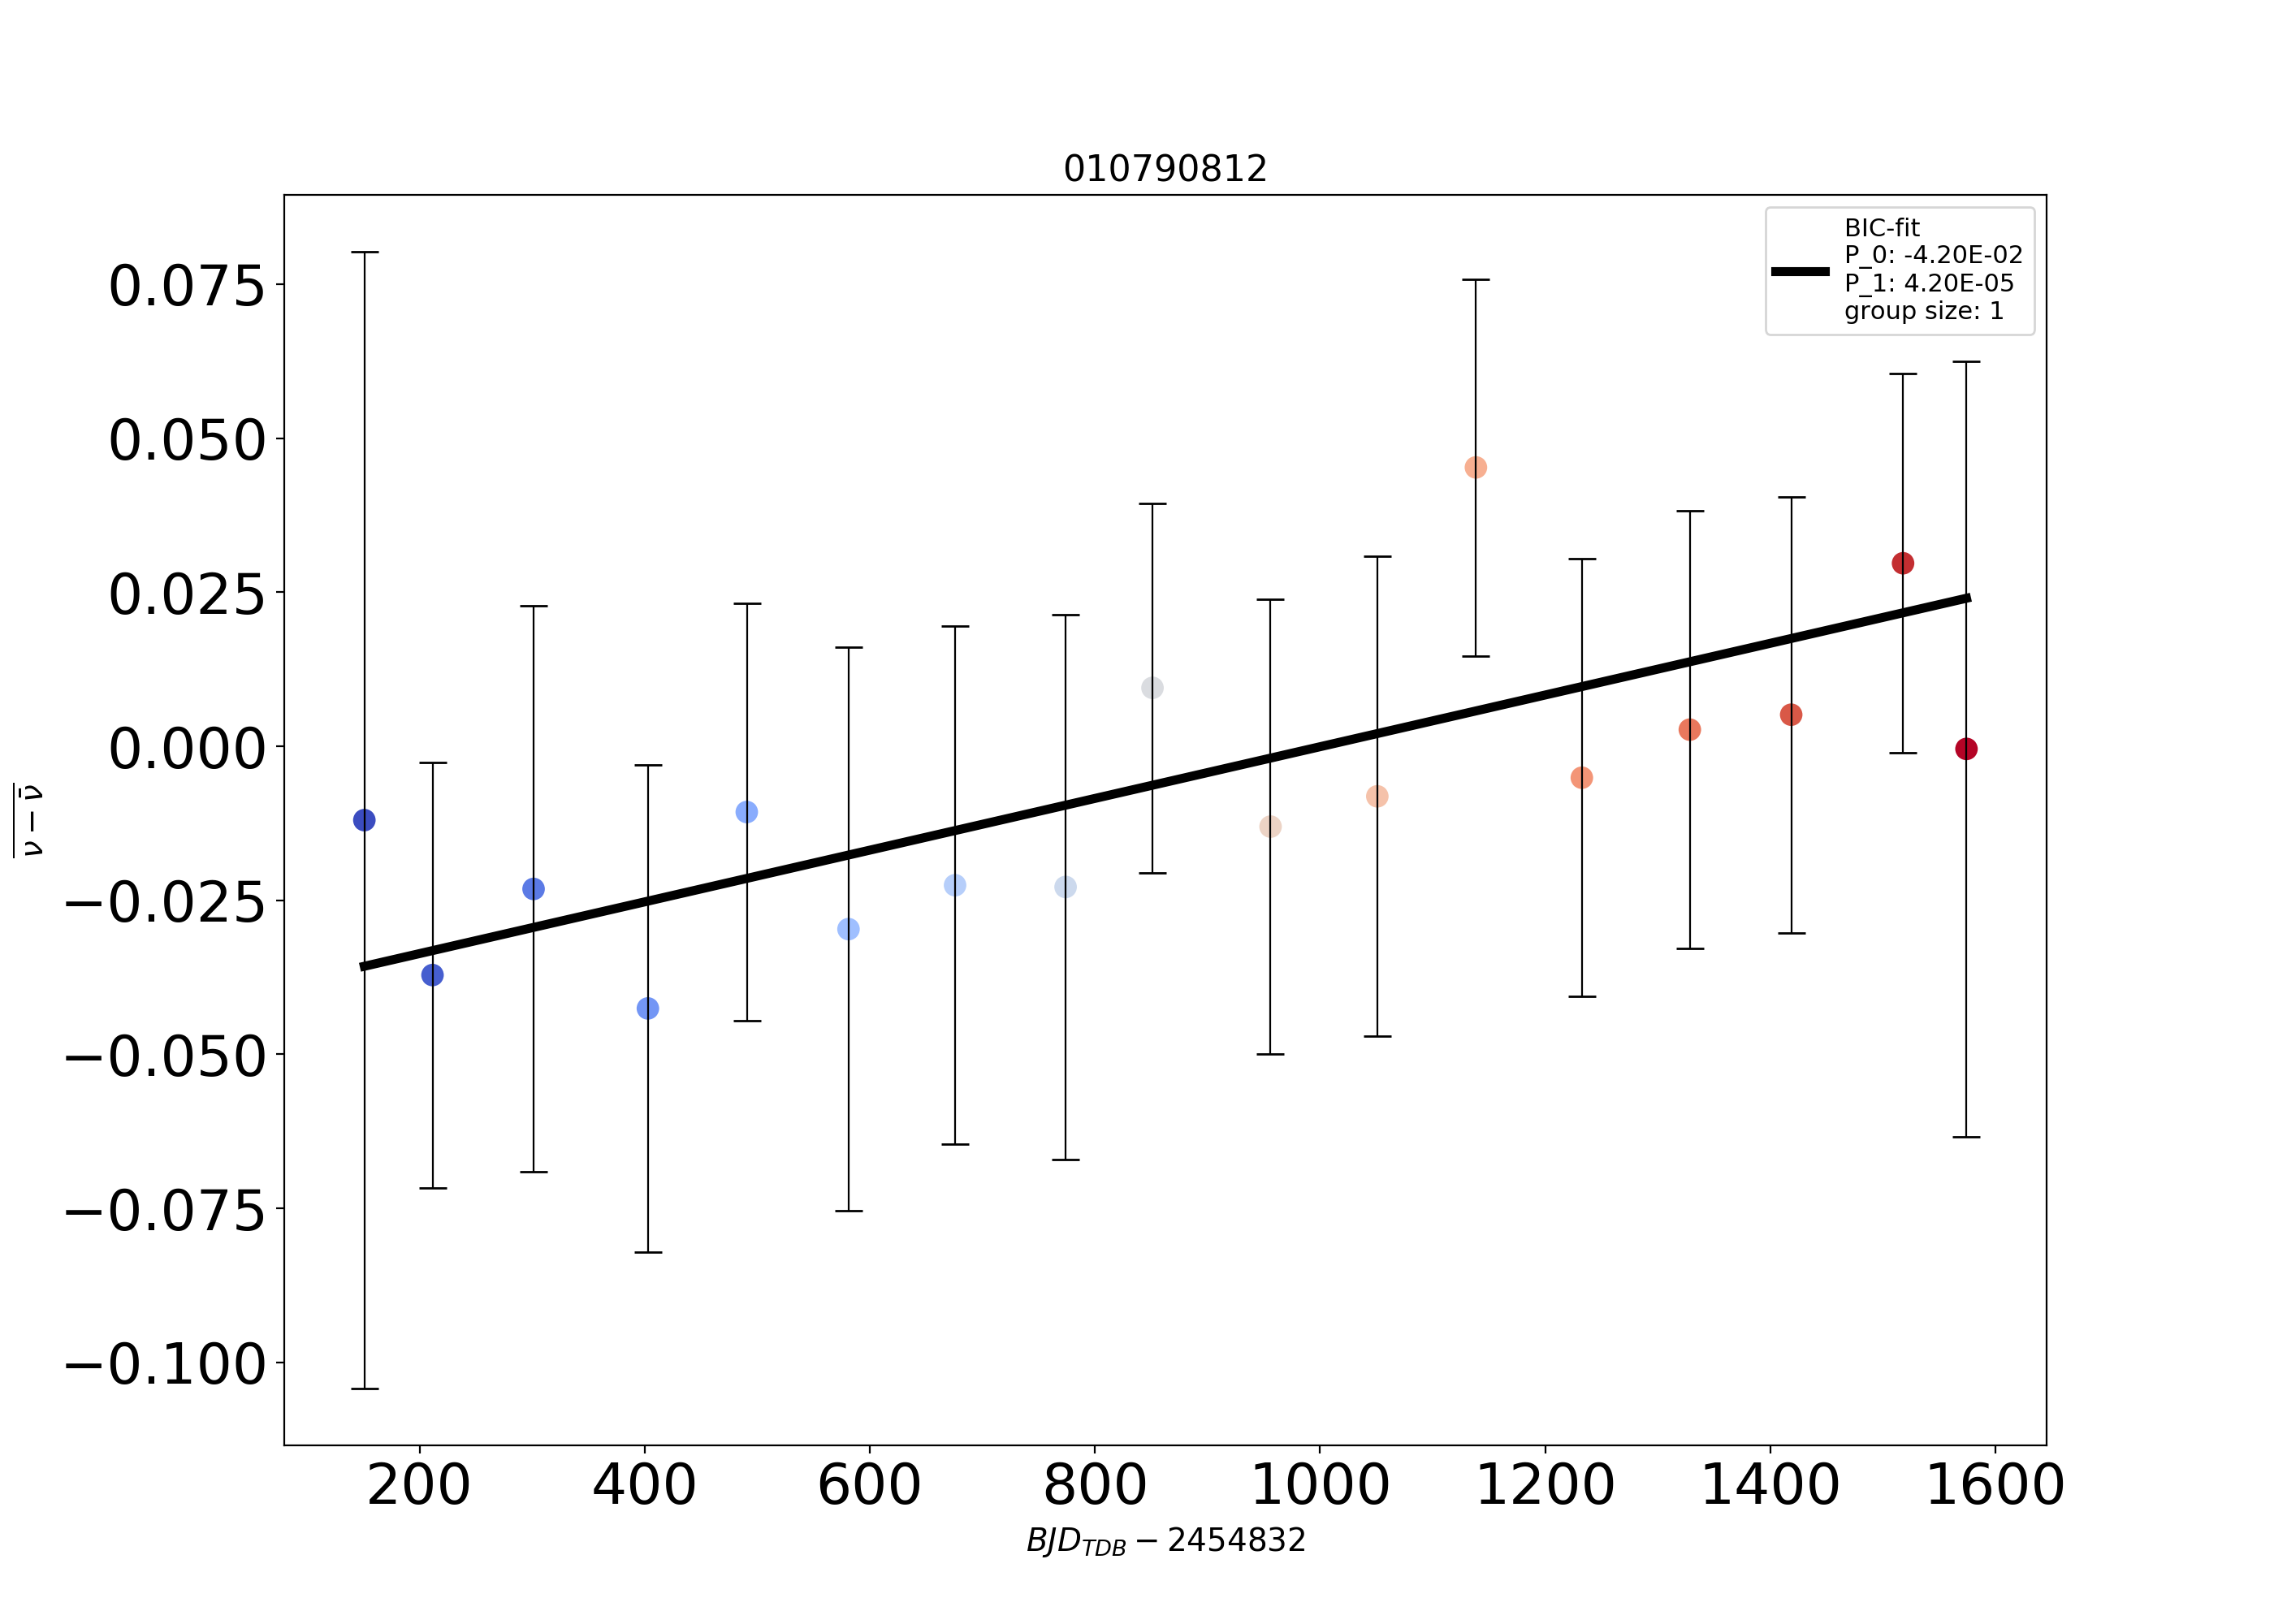 010790812
BIC-fit
P_0: -4.20E-02
P_1: 4.20E-05
group size: 1
0.075
0.050
0.025
0.000
−0.025
−0.050
−0.075
−0.100
ν − ν̄
200 400 600 800 1000 1200 1400 1600
BJD_TDB − 2454832